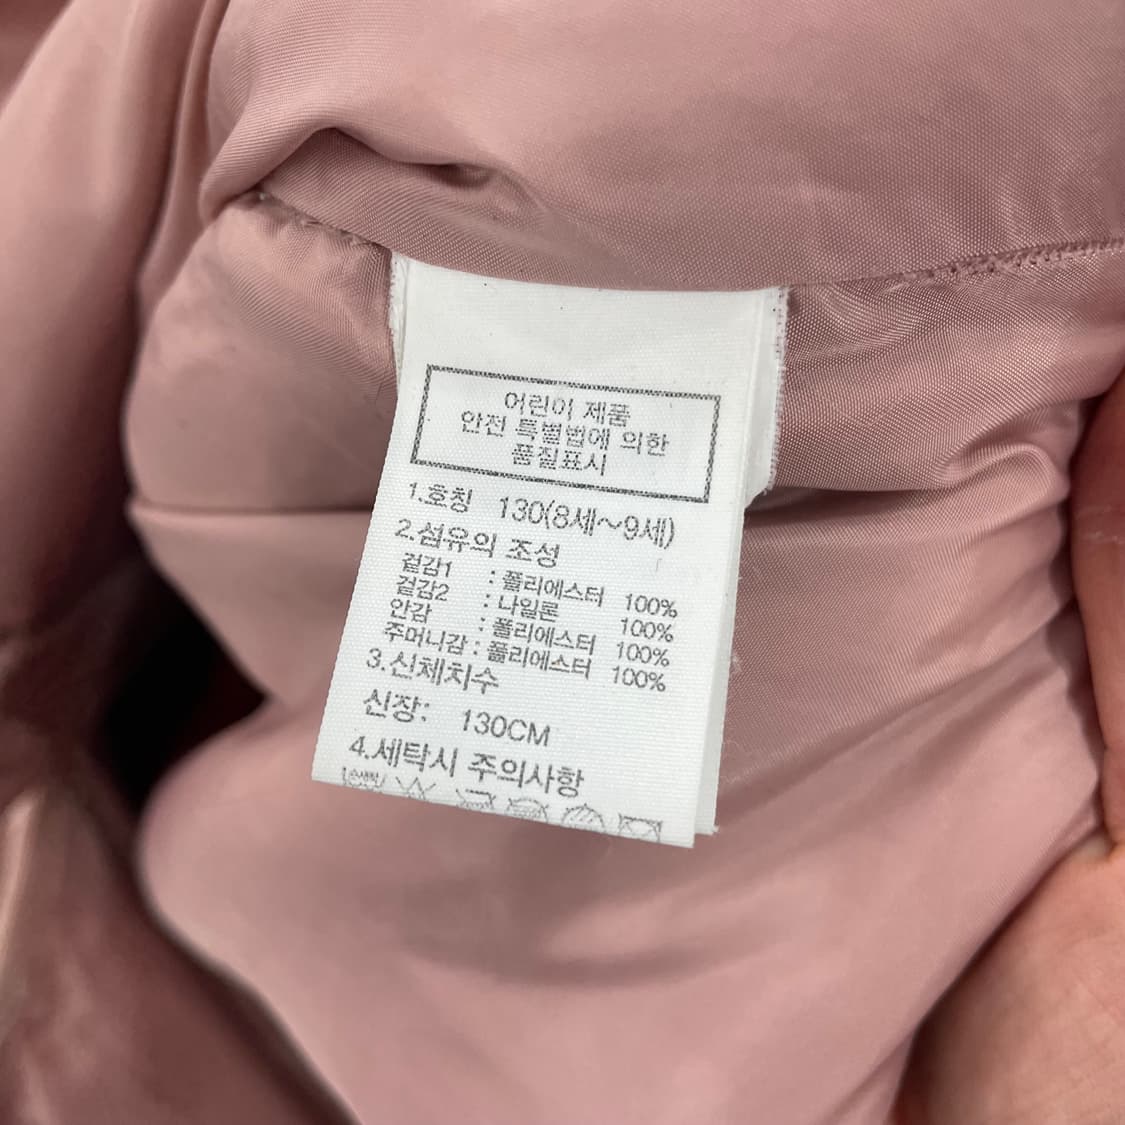 어린이 제품
안전 특별법에 의한
품질표시
1.호칭 130(8세~9세)
2.섬유의 조성
겉감1 : 폴리에스터 100%
겉감2 : 나일론 100%
안감 : 폴리에스터 100%
주머니감 : 폴리에스터 100%
3.신체치수
신장: 130CM
4.세탁시 주의사항